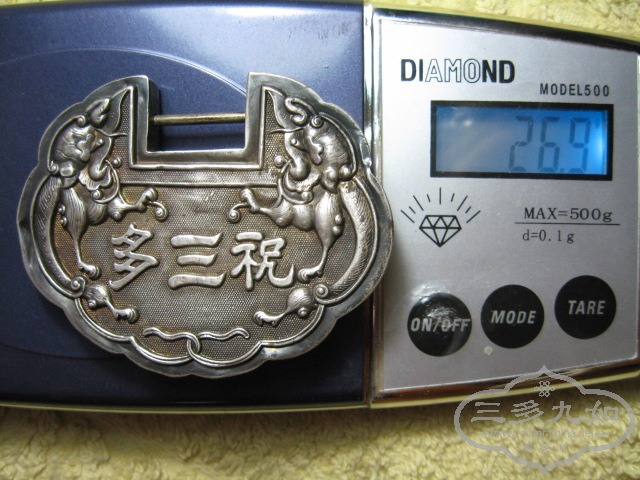 DIAMOND
MODEL500
26.9
MAX=500g
d=0.1g
ON/OFF
MODE
TARE
多三祝
三多九如